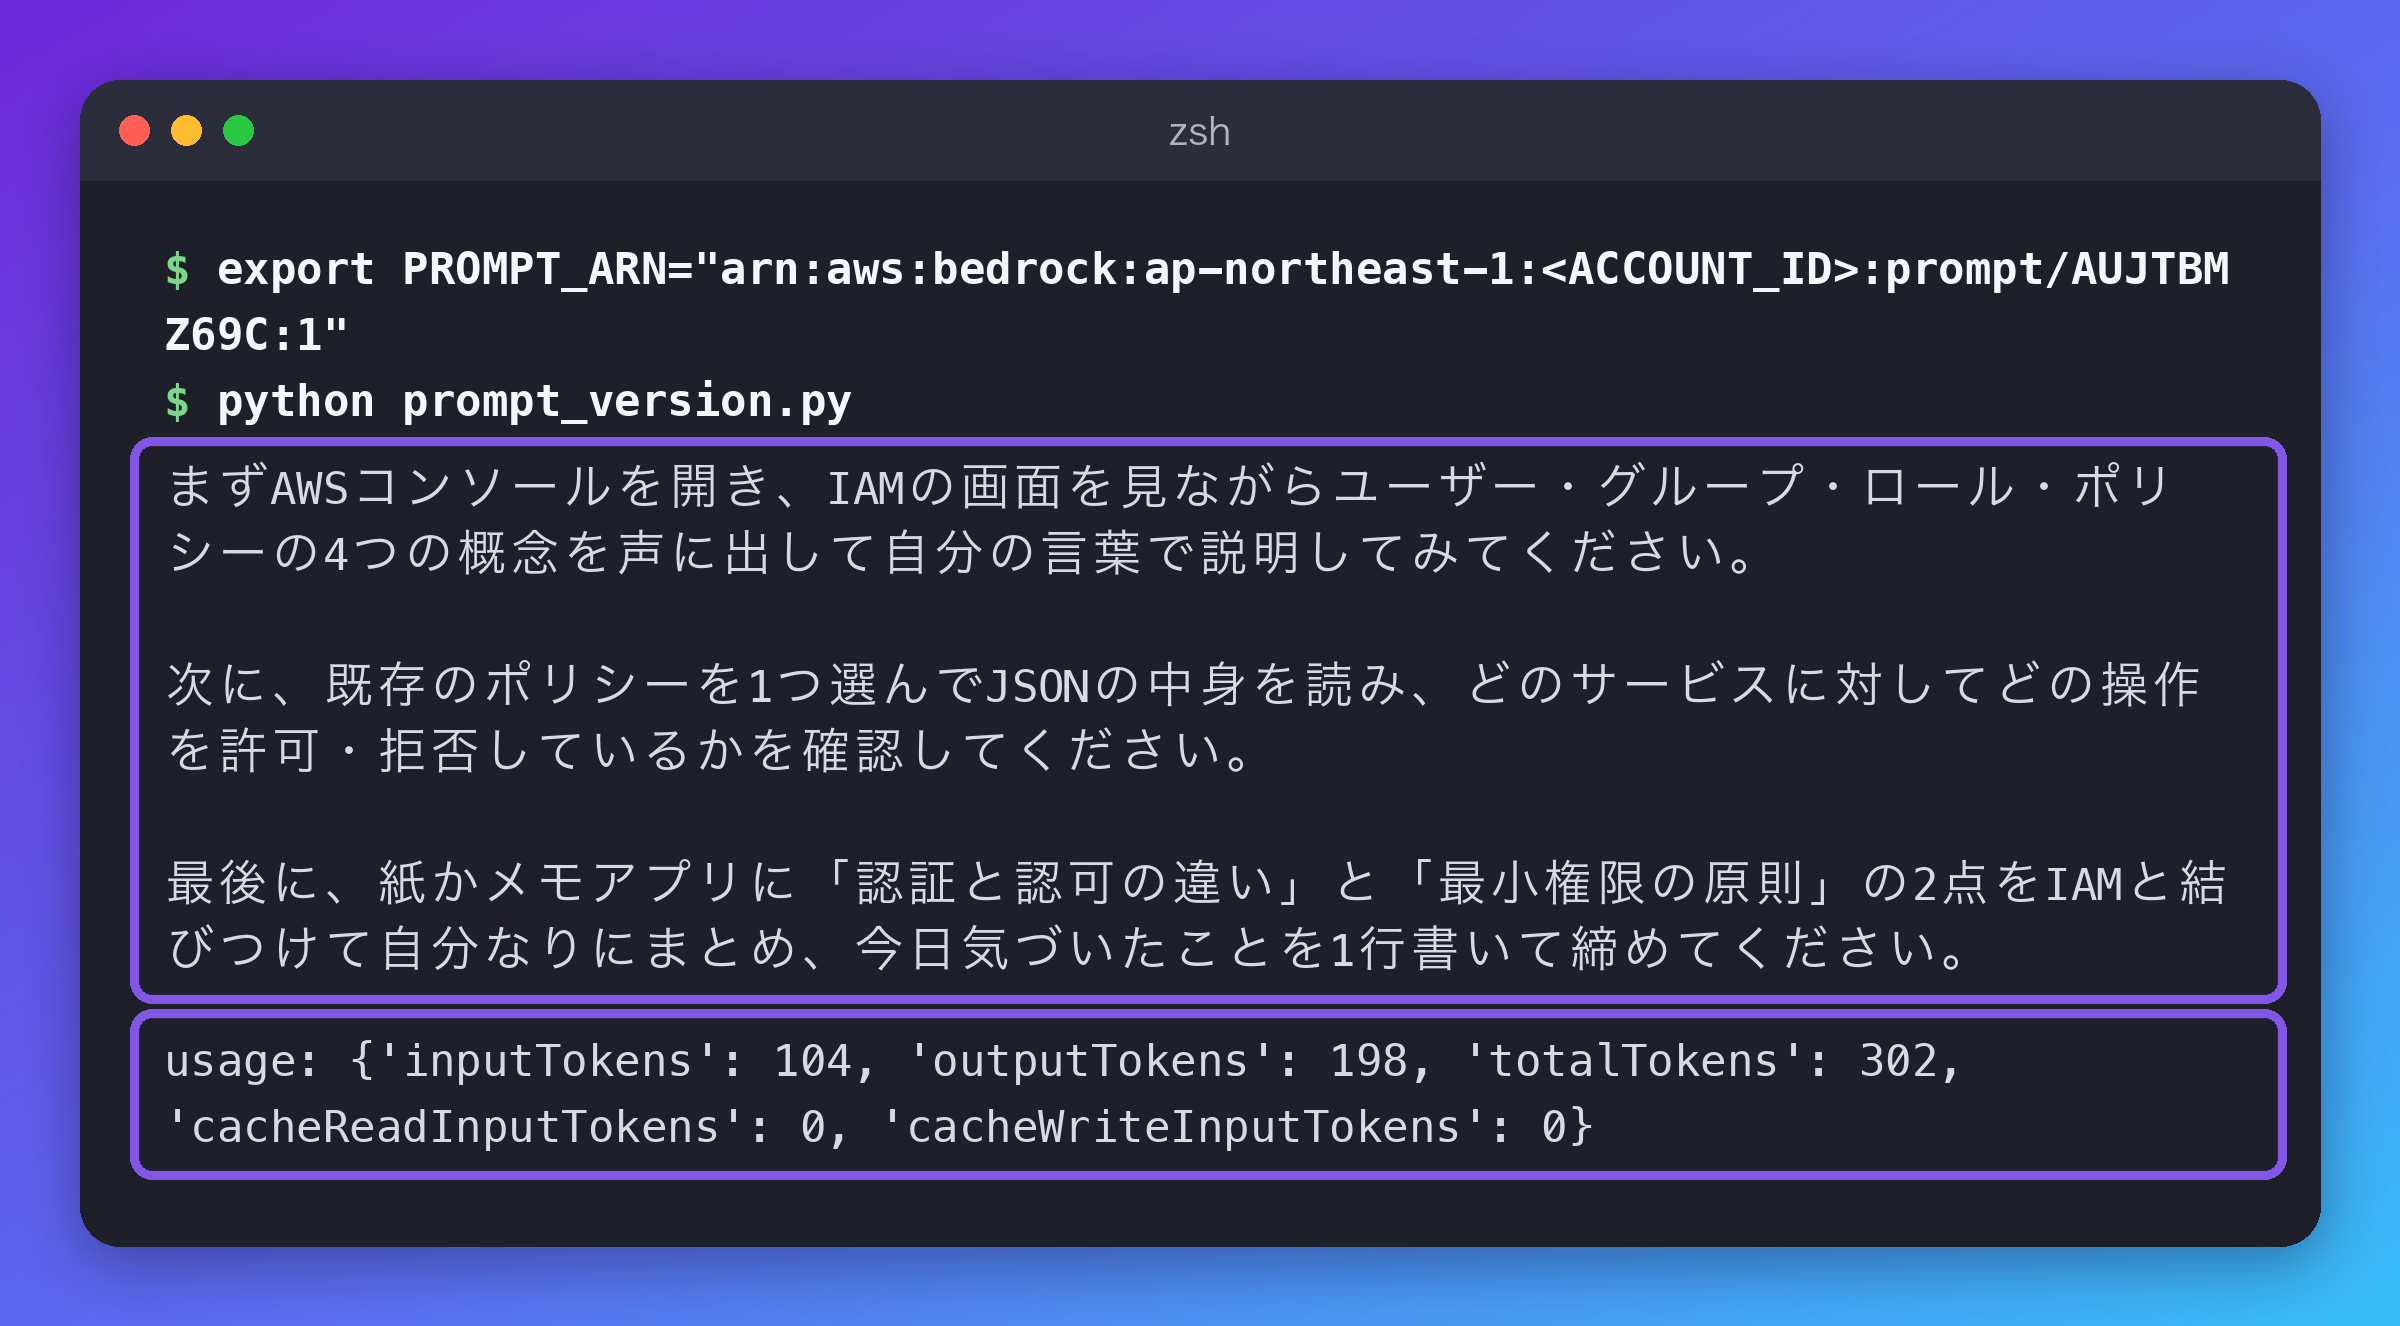 zsh
$ export PROMPT_ARN="arn:aws:bedrock:ap-northeast-1:<ACCOUNT_ID>:prompt/AUJTBM
Z69C:1"
$ python prompt_version.py
まずAWSコンソールを開き、IAMの画面を見ながらユーザー・グループ・ロール・ポリ
シーの4つの概念を声に出して自分の言葉で説明してみてください。
次に、既存のポリシーを1つ選んでJSONの中身を読み、どのサービスに対してどの操作
を許可・拒否しているかを確認してください。
最後に、紙かメモアプリに「認証と認可の違い」と「最小権限の原則」の2点をIAMと結
びつけて自分なりにまとめ、今日気づいたことを1行書いて締めてください。
usage: {'inputTokens': 104, 'outputTokens': 198, 'totalTokens': 302,
'cacheReadInputTokens': 0, 'cacheWriteInputTokens': 0}